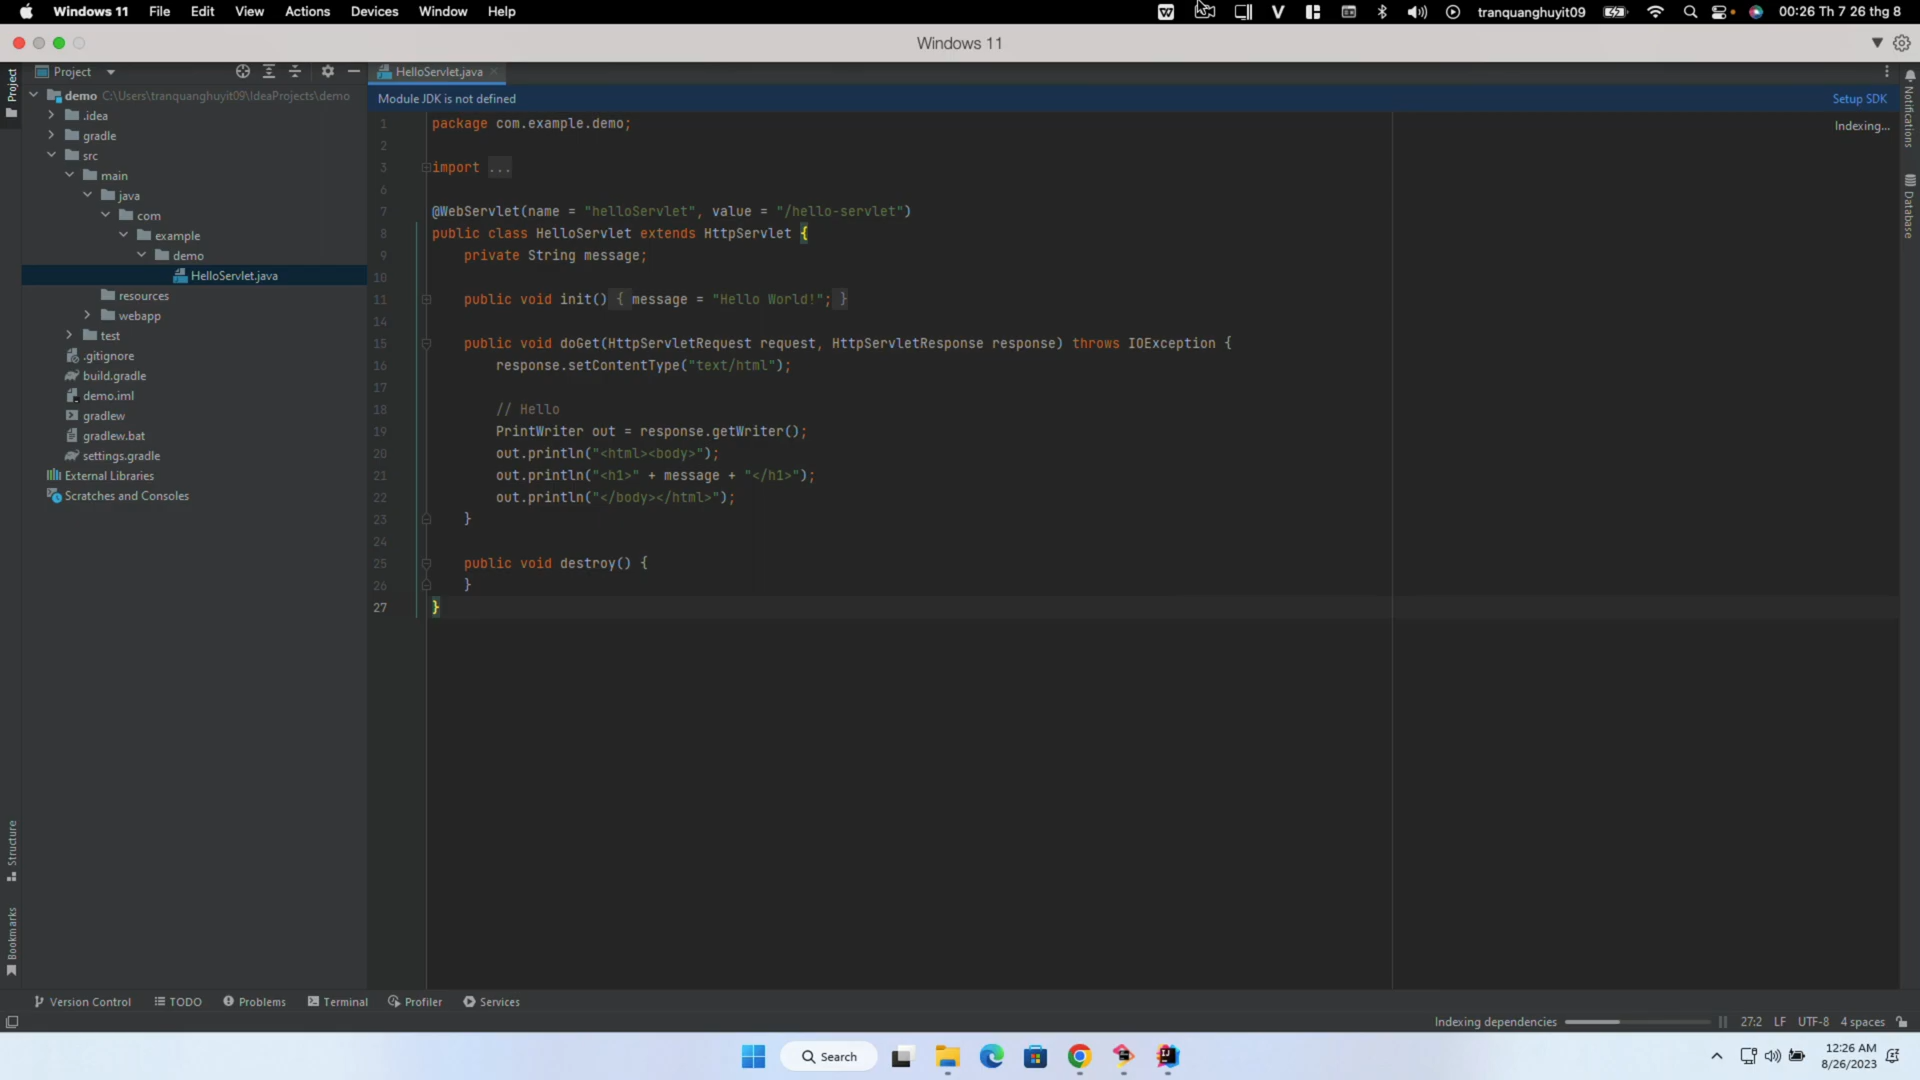 Windows 11 File Edit View Actions Devices Window Help tranquanghuyit09 00:26 Th 7 26 thg 8
Windows 11
Project HelloServlet.java
demo C:\Users\tranquanghuyit09\IdeaProjects\demo
Module JDK is not defined Setup SDK
Indexing...
.idea
gradle
src
main
java
com
example
demo
HelloServlet.java
resources
webapp
test
.gitignore
build.gradle
demo.iml
gradlew
gradlew.bat
settings.gradle
External Libraries
Scratches and Consoles
1 package com.example.demo;
2
3 import ...
6
7 @WebServlet(name = "helloServlet", value = "/hello-servlet")
8 public class HelloServlet extends HttpServlet {
9 private String message;
10
11 public void init() { message = "Hello World!"; }
14
15 public void doGet(HttpServletRequest request, HttpServletResponse response) throws IOException {
16 response.setContentType("text/html");
17
18 // Hello
19 PrintWriter out = response.getWriter();
20 out.println("<html><body>");
21 out.println("<h1>" + message + "</h1>");
22 out.println("</body></html>");
23 }
24
25 public void destroy() {
26 }
27 }
Project
Structure
Bookmarks
Notifications
Database
Version Control TODO Problems Terminal Profiler Services
Indexing dependencies 27:2 LF UTF-8 4 spaces
Search
12:26 AM
8/26/2023